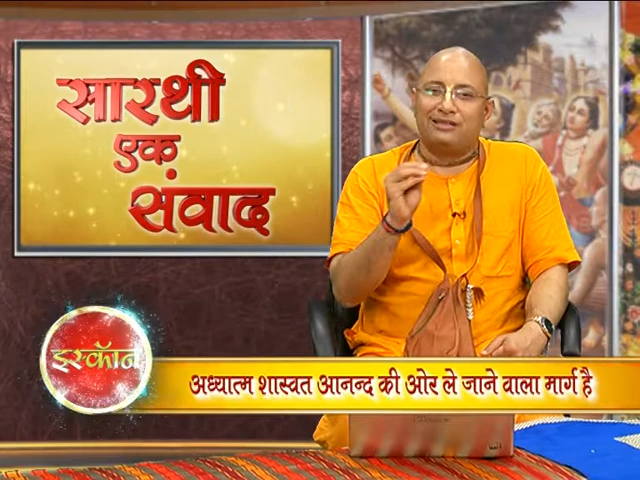 सारथी
एक
संवाद
इस्कॉन
अध्यात्म शास्वत आनन्द की ओर ले जाने वाला मार्ग है